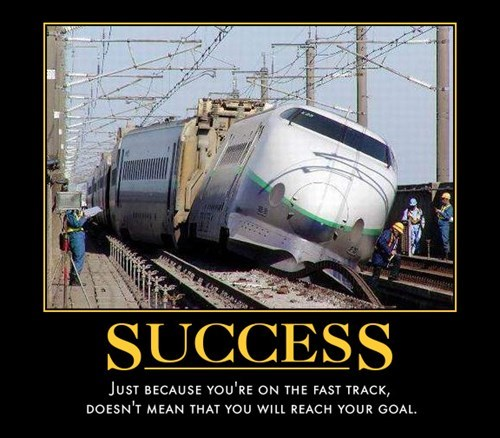 SUCCESS
JUST BECAUSE YOU'RE ON THE FAST TRACK,
DOESN'T MEAN THAT YOU WILL REACH YOUR GOAL.